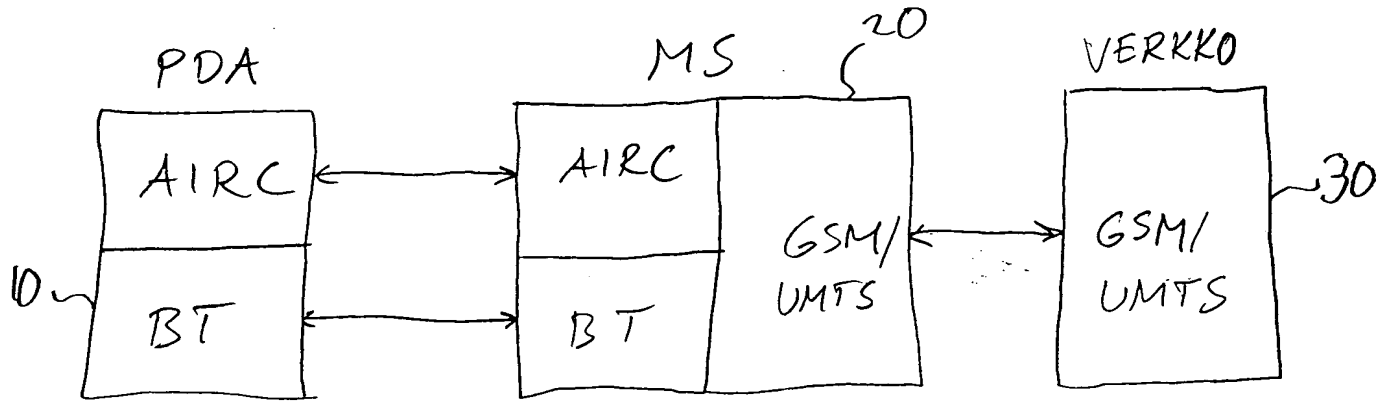 PDA
MS
20
VERKKO
AIRC
AIRC
GSM/
UMTS
GSM/
UMTS
30
10
BT
BT